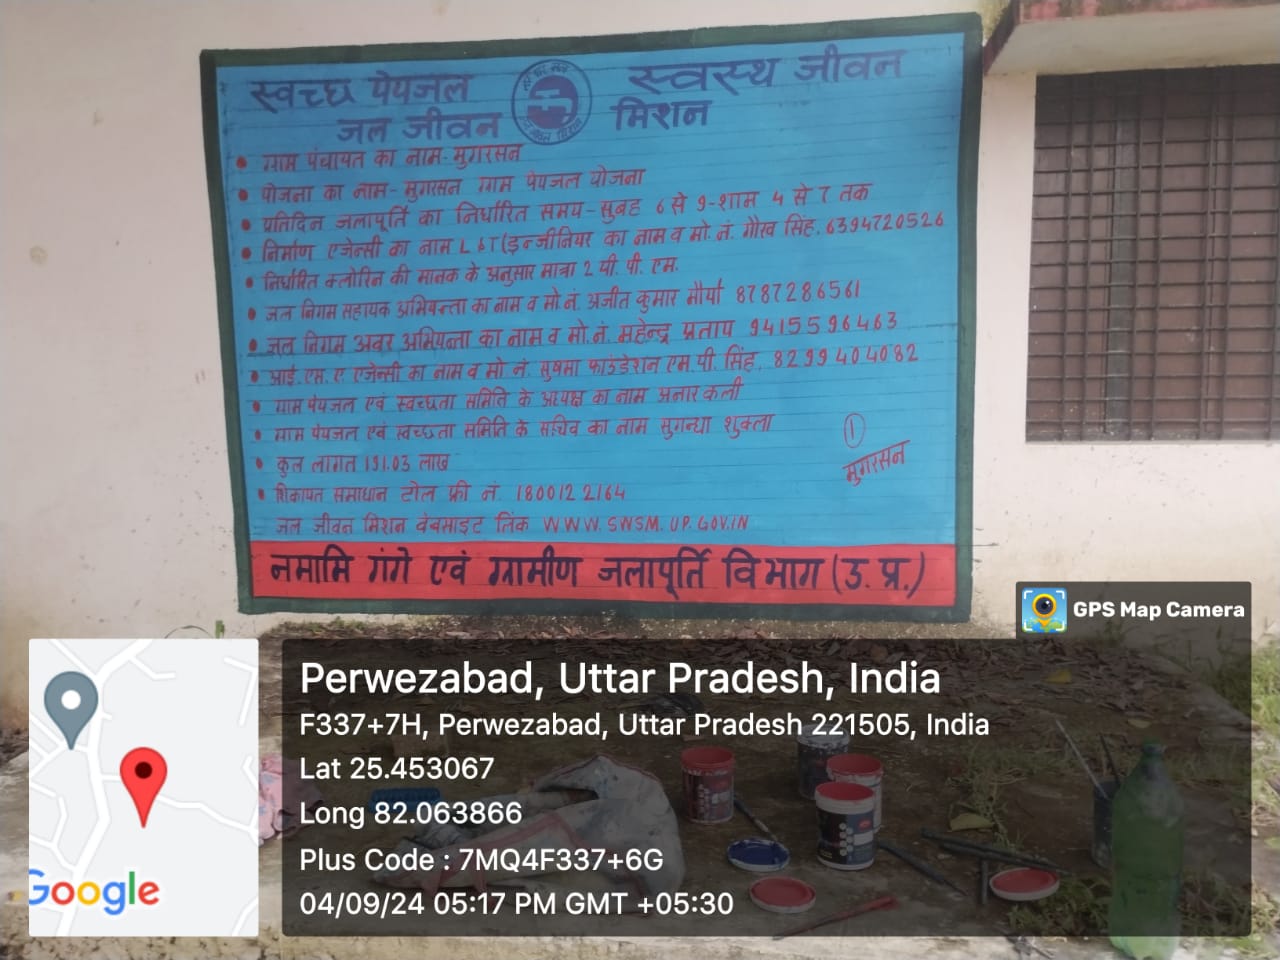 स्वच्छ पेयजल स्वस्थ जीवन
जल जीवन मिशन
ग्राम पंचायत का नाम-मुगरसन
योजना का नाम-मुगरसन ग्राम पेयजल योजना
प्रतिदिन जलापूर्ति का निर्धारित समय-सुबह 6 से 9-शाम 4 से 7 तक
निर्माण एजेन्सी का नाम L&T(इन्जीनियर का नाम व मो.नं. गौरव सिंह. 6394720526
निर्धारित क्लोरिन की मानक के अनुसार मात्रा 2 पी. पी. एम.
जल निगम सहायक अभियन्ता का नाम व मो.नं. अजीत कुमार मौर्या 8787286561
जल निगम अवर अभियन्ता का नाम व मो.नं. महेन्द्र प्रताप 9415596463
आई.एस.ए एजेन्सी का नाम व मो.नं. सुषमा फाउंडेशन एम.पी. सिंह. 8299404082
ग्राम पेयजल एवं स्वच्छता समिति के अध्यक्ष का नाम अनार कली
ग्राम पेयजल एवं स्वच्छता समिति के सचिव का नाम सुगन्धा शुक्ला
1
मुगरसन
कुल लागत 191.03 लाख
शिकायत समाधान टोल फ्री नं. 180012 2164
जल जीवन मिशन वेबसाइट लिंक WWW.SWSM.UP.GOV.IN
नमामि गंगे एवं ग्रामीण जलापूर्ति विभाग (उ.प्र.)
GPS Map Camera
Perwezabad, Uttar Pradesh, India
F337+7H, Perwezabad, Uttar Pradesh 221505, India
Lat 25.453067
Long 82.063866
Plus Code : 7MQ4F337+6G
04/09/24 05:17 PM GMT +05:30
Google